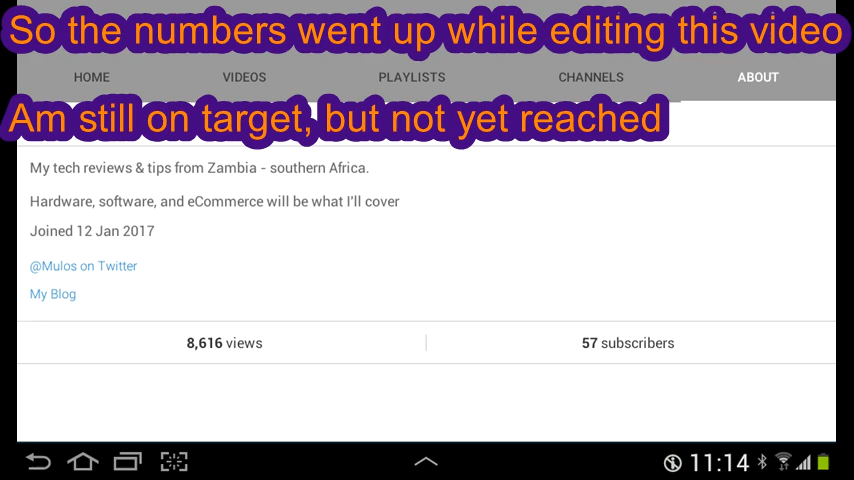 So the numbers went up while editing this video
HOME VIDEOS PLAYLISTS CHANNELS ABOUT
Am still on target, but not yet reached
My tech reviews & tips from Zambia - southern Africa.
Hardware, software, and eCommerce will be what I'll cover
Joined 12 Jan 2017
@Mulos on Twitter
My Blog
8,616 views 57 subscribers
11:14